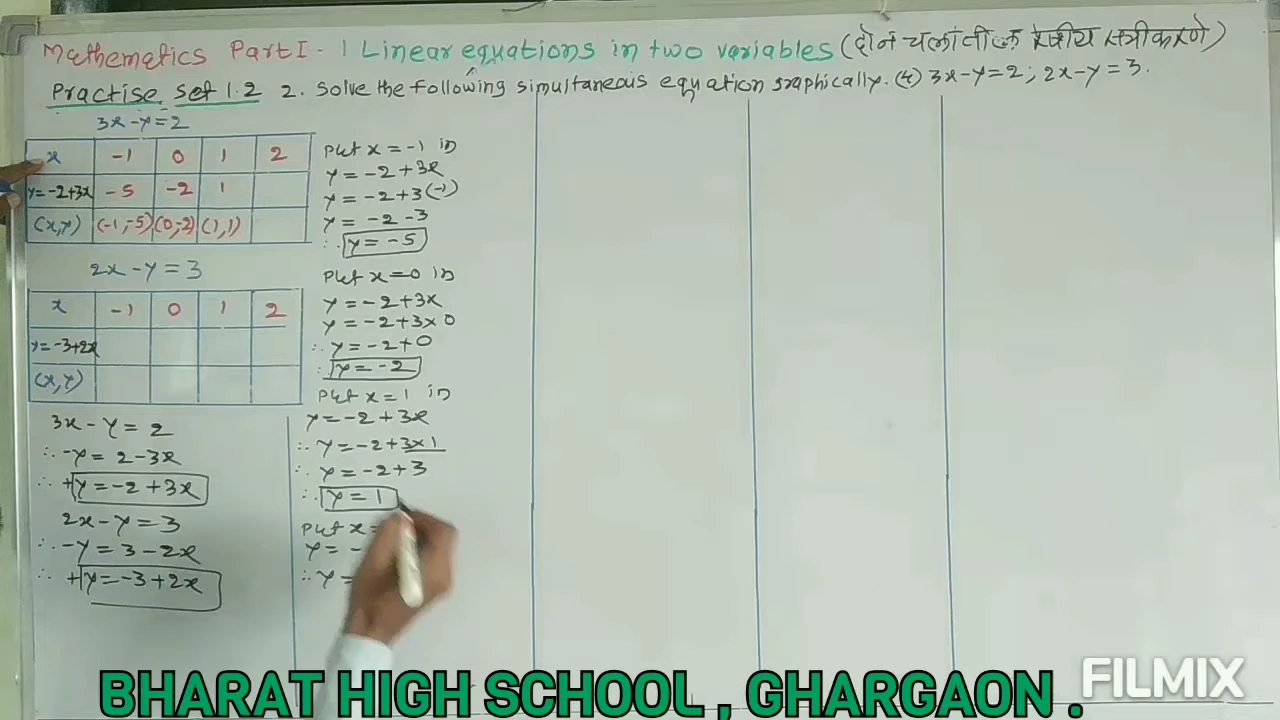 Mathematics Part I - 1 Linear equations in two variables (दोन चलांतील रेषीय समीकरणे)
Practise Set 1.2 2. Solve the following simultaneous equation graphically. (4) 3x-y=2; 2x-y=3.
3x-y=2
x -1 0 1 2
y=-2+3x -5 -2 1
(x,y) (-1,-5) (0,-2) (1,1)
2x-y=3
x -1 0 1 2
y=-3+2x
(x,y)
3x-y=2
∴ -y=2-3x
∴ +y=-2+3x
2x-y=3
∴ -y=3-2x
∴ +y=-3+2x
Put x=-1 in
y=-2+3x
y=-2+3(-1)
y=-2-3
∴ y=-5
Put x=0 in
y=-2+3x
y=-2+3x0
∴ y=-2+0
∴ y=-2
Put x=1 in
y=-2+3x
∴ y=-2+3x1
∴ y=-2+3
∴ y=1
Put x=
y=-
∴ y=
BHARAT HIGH SCHOOL , GHARGAON .
FILMIX